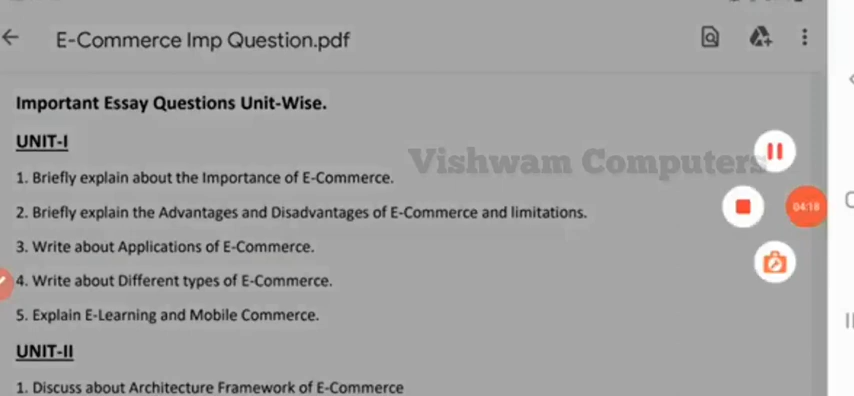 E-Commerce Imp Question.pdf
Important Essay Questions Unit-Wise.
UNIT-I
Vishwam Computers
1. Briefly explain about the Importance of E-Commerce.
2. Briefly explain the Advantages and Disadvantages of E-Commerce and limitations.
04:18
3. Write about Applications of E-Commerce.
4. Write about Different types of E-Commerce.
5. Explain E-Learning and Mobile Commerce.
UNIT-II
1. Discuss about Architecture Framework of E-Commerce